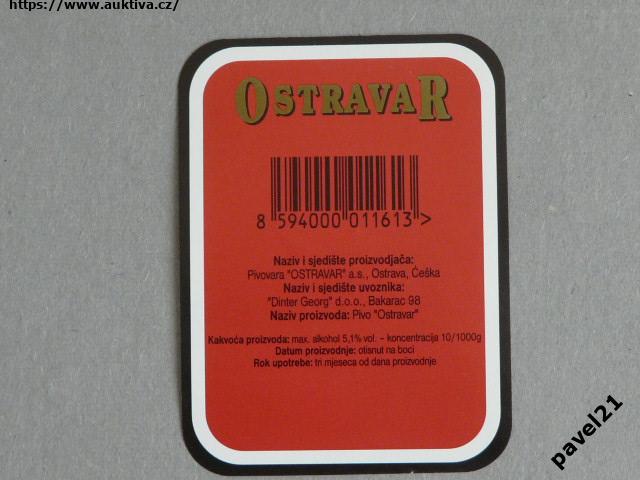 https://www.auktiva.cz/
OSTRAVAR
8 594000 011613 >
Naziv i sjedište proizvodjača:
Pivovara "OSTRAVAR" a.s., Ostrava, Češka
Naziv i sjedište uvoznika:
"Dinter Georg" d.o.o., Bakarac 98
Naziv proizvoda: Pivo "Ostravar"
Kakvoća proizvoda: max. alkohol 5,1% vol. – koncentracija 10/1000g
Datum proizvodnje: otisnut na boci
Rok upotrebe: tri mjeseca od dana proizvodnje
pavel21